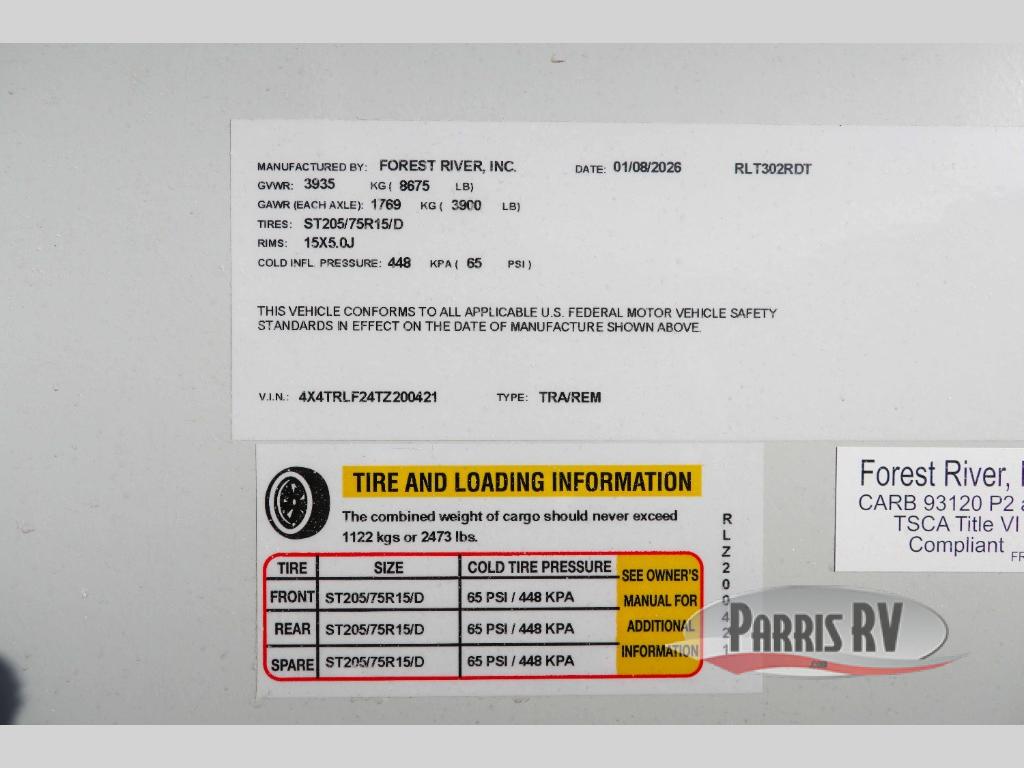 MANUFACTURED BY: FOREST RIVER, INC. DATE: 01/08/2026 RLT302RDT
GVWR: 3935 KG ( 8675 LB)
GAWR (EACH AXLE): 1769 KG ( 3900 LB)
TIRES: ST205/75R15/D
RIMS: 15X5.0J
COLD INFL. PRESSURE: 448 KPA ( 65 PSI )
THIS VEHICLE CONFORMS TO ALL APPLICABLE U.S. FEDERAL MOTOR VEHICLE SAFETY
STANDARDS IN EFFECT ON THE DATE OF MANUFACTURE SHOWN ABOVE.
V.I.N.: 4X4TRLF24TZ200421 TYPE: TRA/REM
TIRE AND LOADING INFORMATION
The combined weight of cargo should never exceed
1122 kgs or 2473 lbs.
TIRE SIZE COLD TIRE PRESSURE
FRONT ST205/75R15/D 65 PSI / 448 KPA
REAR ST205/75R15/D 65 PSI / 448 KPA
SPARE ST205/75R15/D 65 PSI / 448 KPA
SEE OWNER'S
MANUAL FOR
ADDITIONAL
INFORMATION
RLZ200421
Forest River,
CARB 93120 P2
TSCA Title VI
Compliant
PARRIS RV
.com